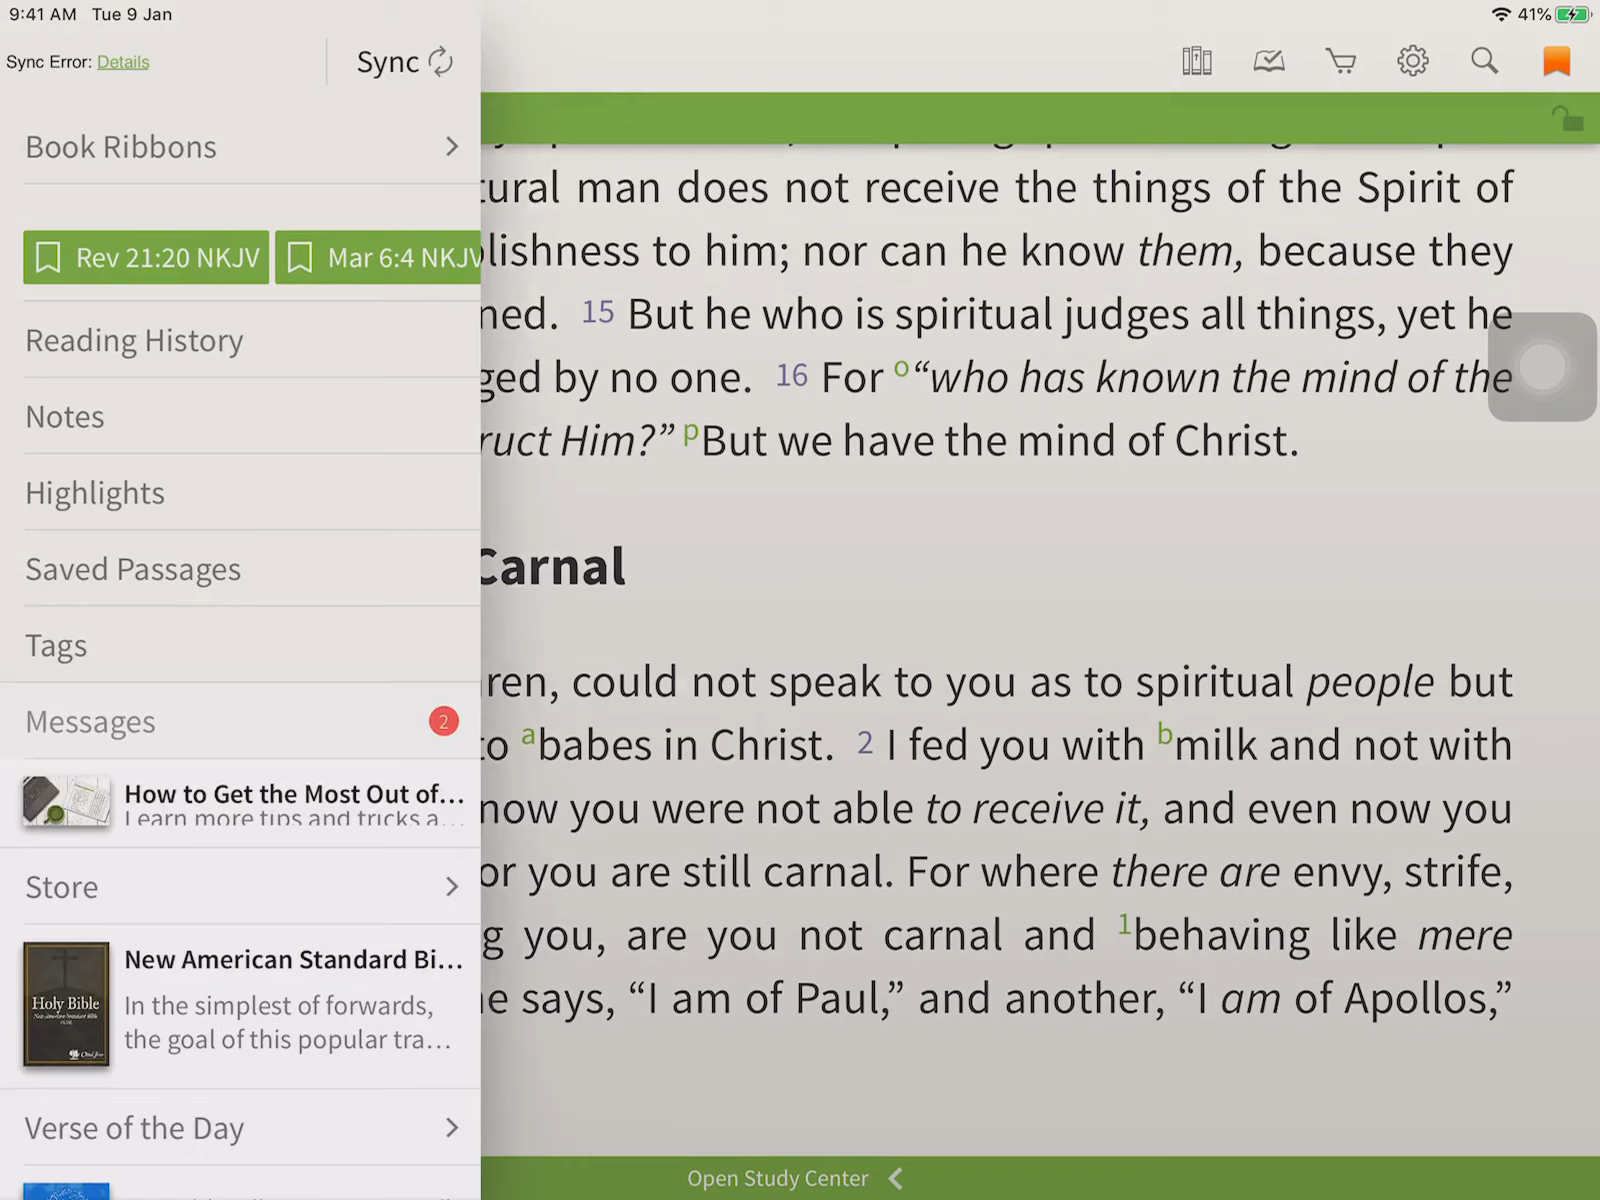 9:41 AM Tue 9 Jan
41%
Sync Error: Details
Sync
Book Ribbons
Rev 21:20 NKJV
Mar 6:4 NKJV
Reading History
Notes
Highlights
Saved Passages
Tags
Messages
2
How to Get the Most Out of...
Learn more tips and tricks a...
Store
Holy Bible
New American Standard Bi...
In the simplest of forwards,
the goal of this popular tra...
Verse of the Day
tural man does not receive the things of the Spirit of
lishness to him; nor can he know them, because they
ned. 15 But he who is spiritual judges all things, yet he
ged by no one. 16 For o“who has known the mind of the
ruct Him?” pBut we have the mind of Christ.
Carnal
ren, could not speak to you as to spiritual people but
to ababes in Christ. 2 I fed you with bmilk and not with
now you were not able to receive it, and even now you
or you are still carnal. For where there are envy, strife,
g you, are you not carnal and 1behaving like mere
e says, “I am of Paul,” and another, “I am of Apollos,”
Open Study Center